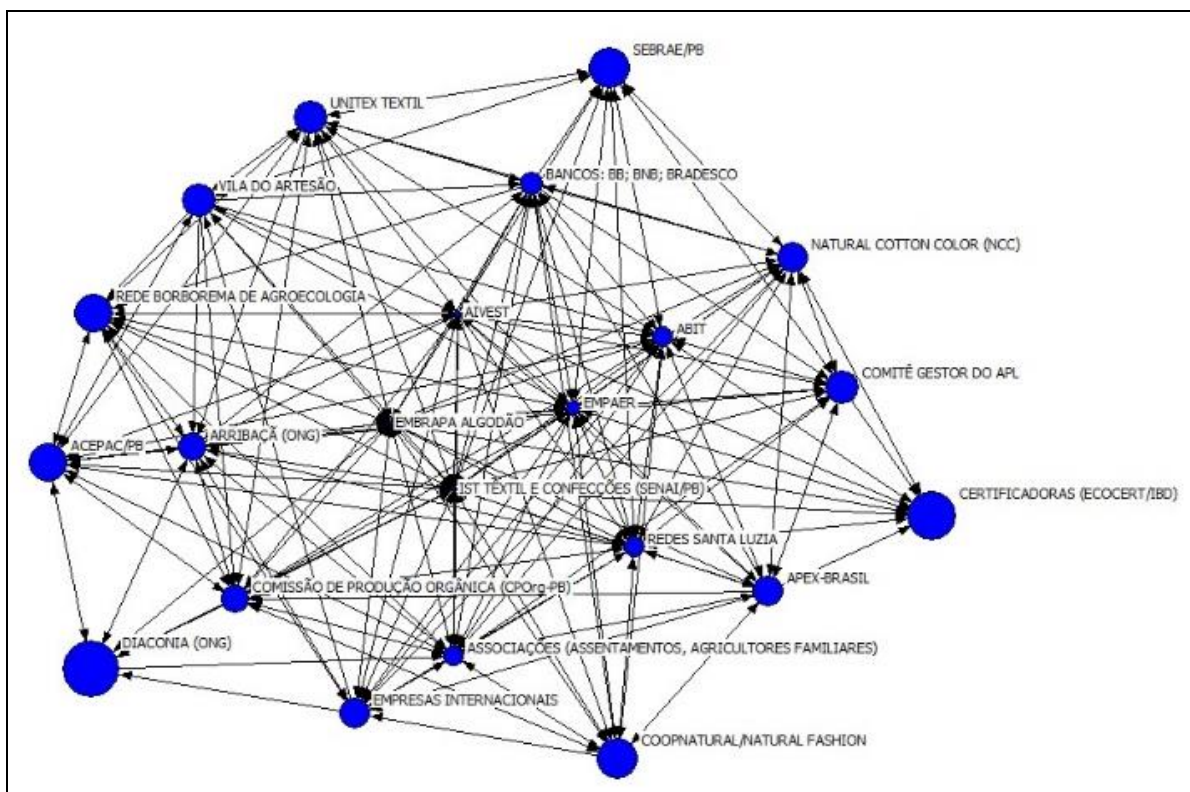 SEBRAE/PB
UNITEX TEXTIL
BANCOS: BB; BNB; BRADESCO
VILA DO ARTESÃO
NATURAL COTTON COLOR (NCC)
REDE BORBOREMA DE AGROECOLOGIA
AIVEST
ABIT
COMITÊ GESTOR DO APL
EMPAER
EMBRAPA ALGODÃO
ARRIBAÇÃ (ONG)
ACEPAC/PB
IST TÊXTIL E CONFECÇÕES (SENAI/PB)
CERTIFICADORAS (ECOCERT/IBD)
REDES SANTA LUZIA
APEX-BRASIL
COMISSÃO DE PRODUÇÃO ORGÂNICA (CPOrg-PB)
DIACONIA (ONG)
ASSOCIAÇÕES (ASSENTAMENTOS, AGRICULTORES FAMILIARES)
EMPRESAS INTERNACIONAIS
COOPNATURAL/NATURAL FASHION